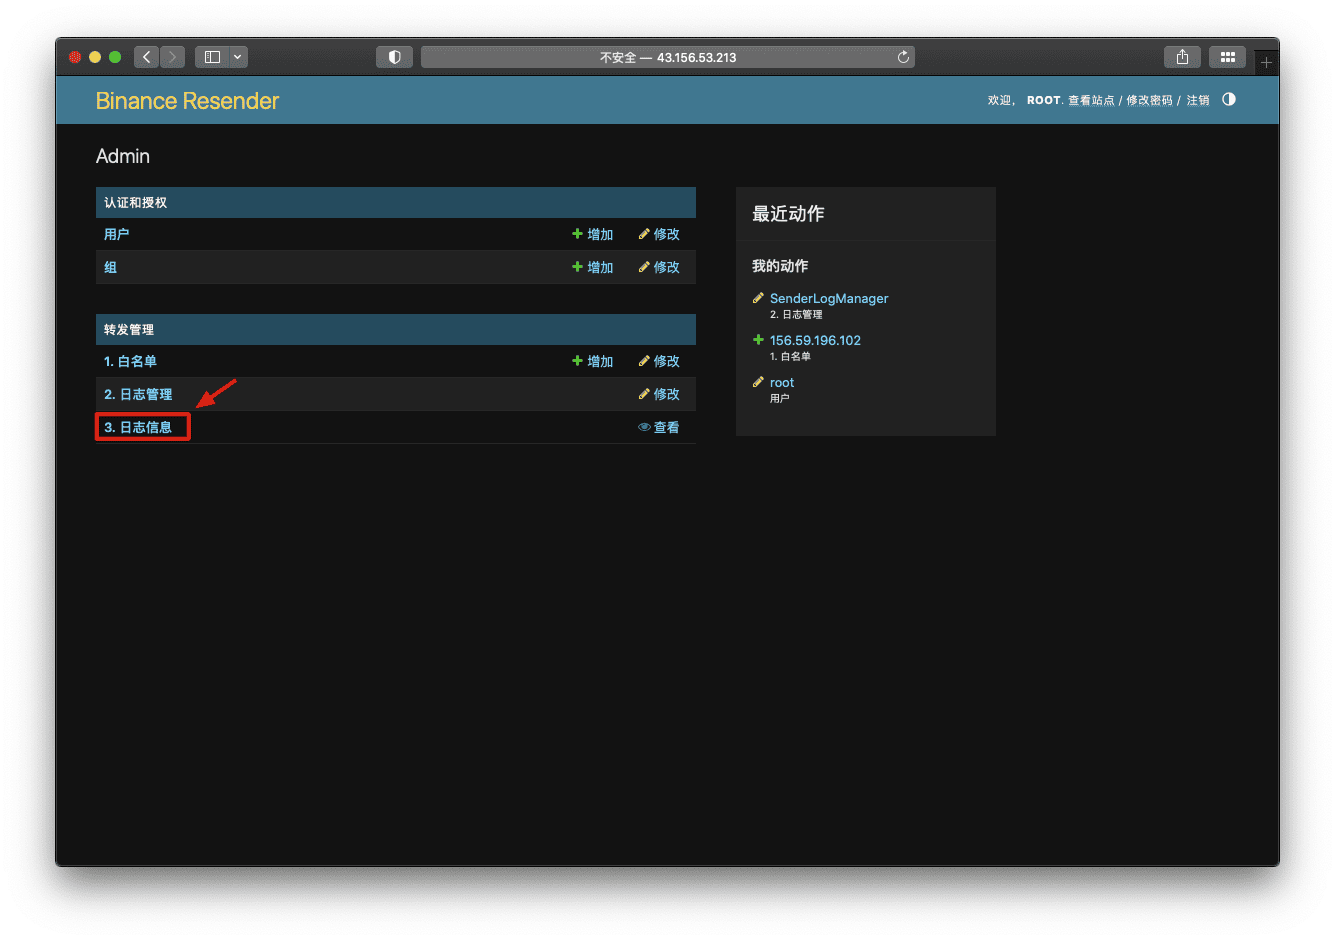 不安全 — 43.156.53.213
Binance Resender
欢迎， ROOT. 查看站点 / 修改密码 / 注销
Admin
认证和授权
用户 增加 修改
组 增加 修改
转发管理
1. 白名单 增加 修改
2. 日志管理 修改
3. 日志信息 查看
最近动作
我的动作
SenderLogManager
2. 日志管理
156.59.196.102
1. 白名单
root
用户